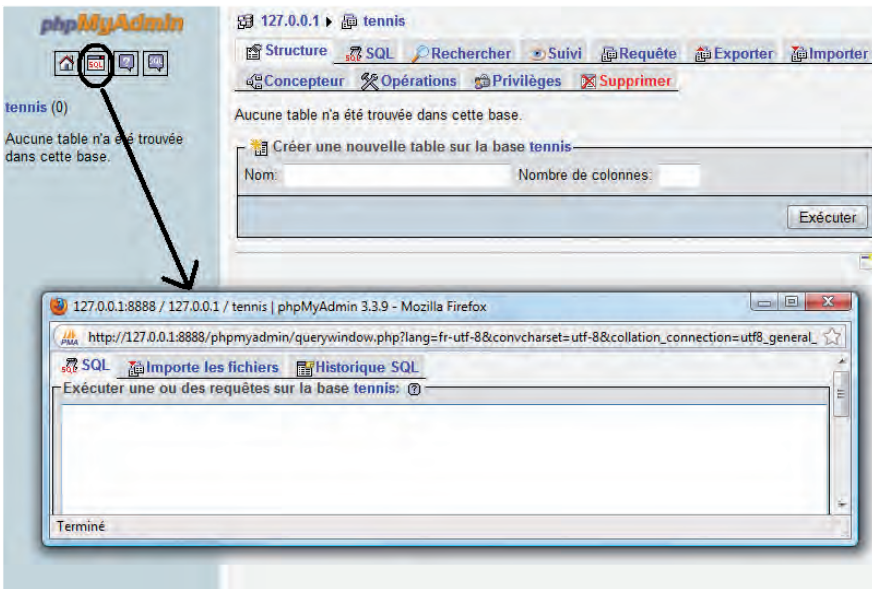 phpMyAdmin
SQL
tennis (0)
Aucune table n'a été trouvée
dans cette base.
127.0.0.1 ▸ tennis
Structure SQL Rechercher Suivi Requête Exporter Importer
Concepteur Opérations Privilèges Supprimer
Aucune table n'a été trouvée dans cette base.
Créer une nouvelle table sur la base tennis
Nom: Nombre de colonnes:
Exécuter
127.0.0.1:8888 / 127.0.0.1 / tennis | phpMyAdmin 3.3.9 - Mozilla Firefox
PMA http://127.0.0.1:8888/phpmyadmin/querywindow.php?lang=fr-utf-8&convcharset=utf-8&collation_connection=utf8_general_
SQL Importe les fichiers Historique SQL
Exécuter une ou des requêtes sur la base tennis:
Terminé